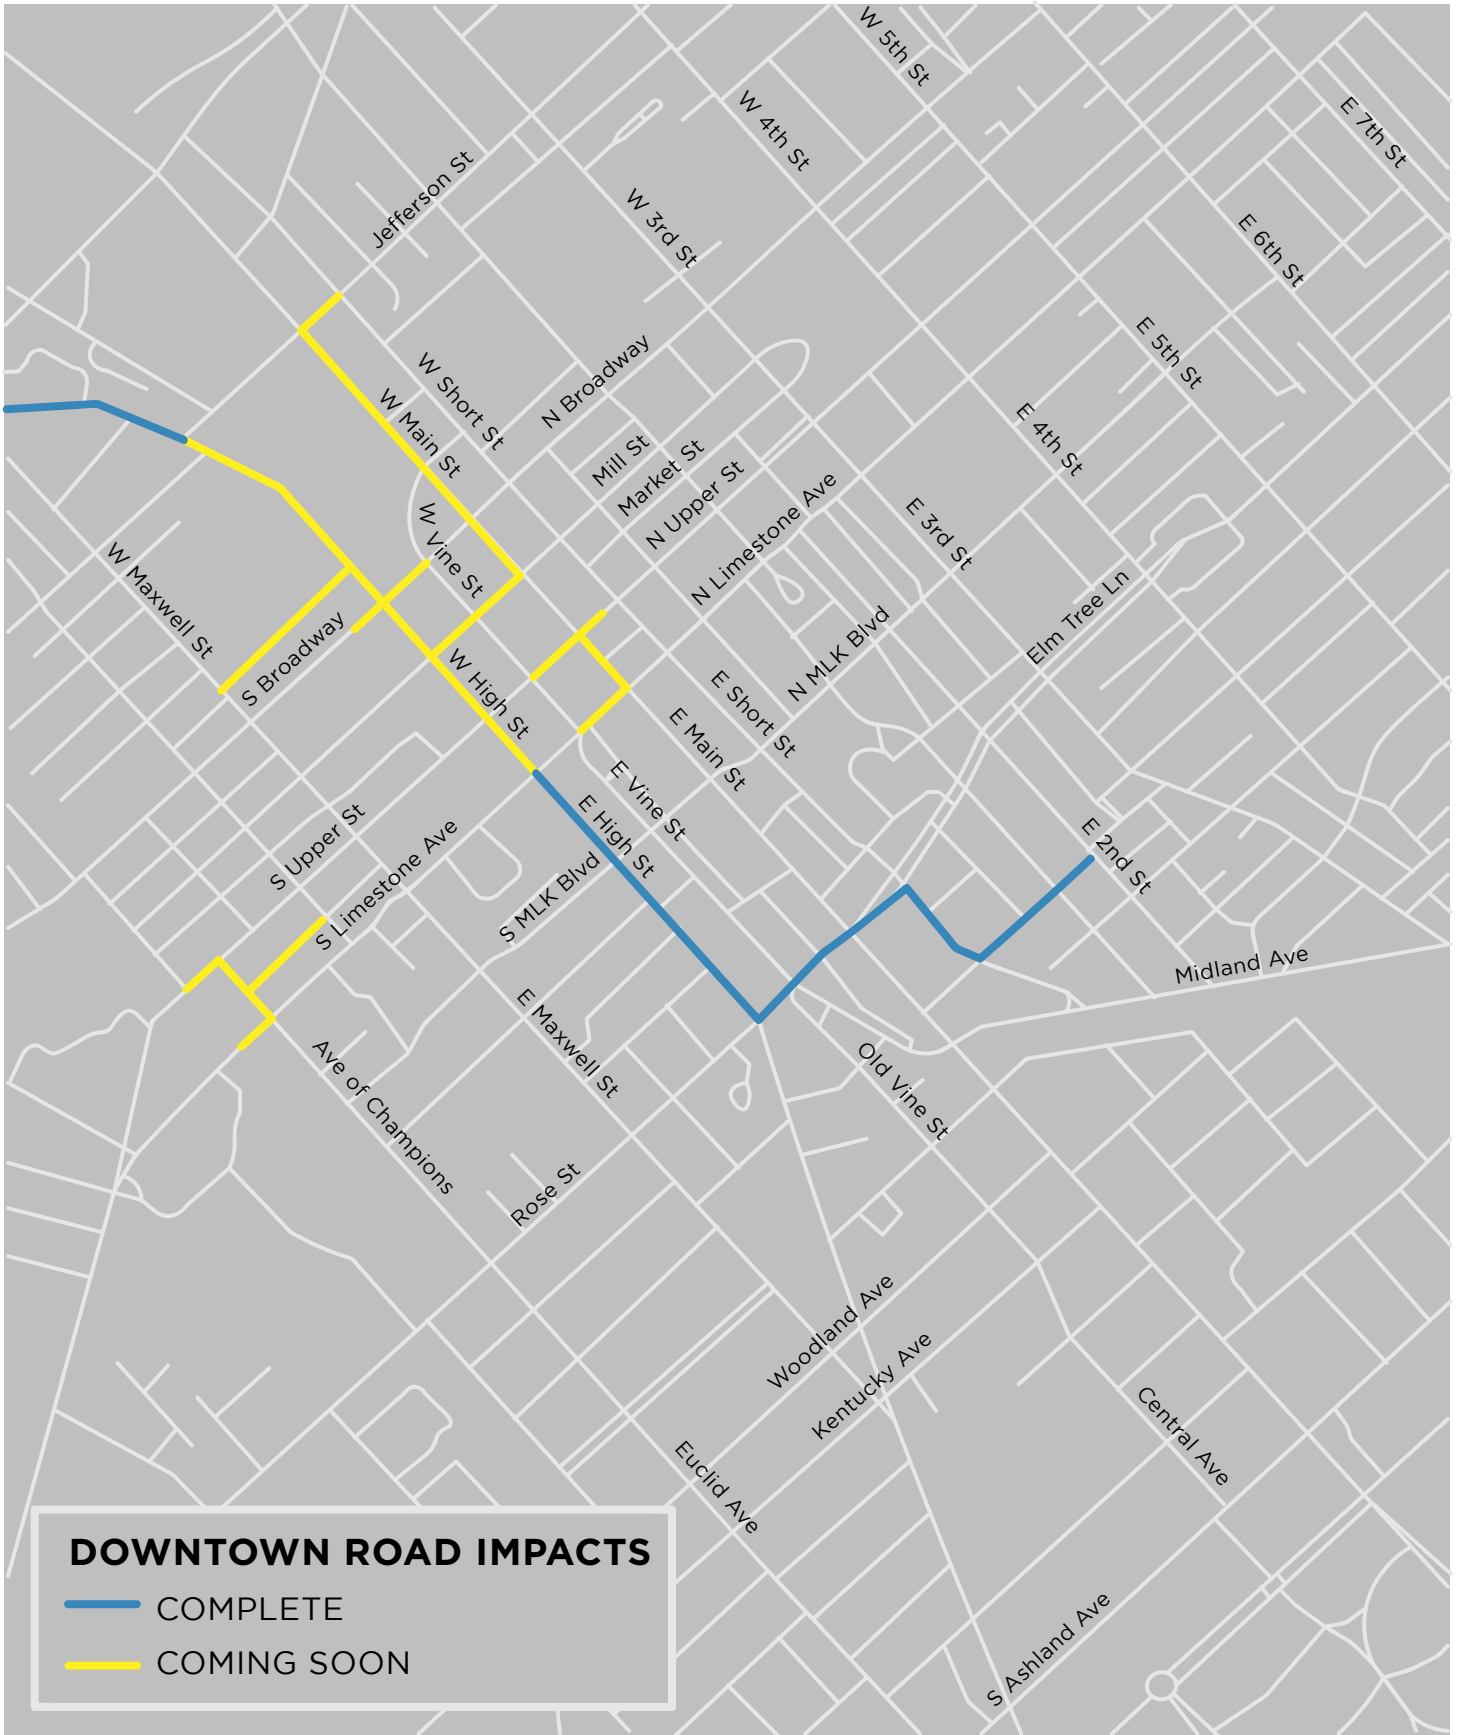 W 5th St
W 4th St
E 7th St
Jefferson St
W 3rd St
E 6th St
E 5th St
N Broadway
W Short St
W Main St
E 4th St
Mill St
Market St
N Upper St
N Limestone Ave
E 3rd St
W Vine St
W Maxwell St
Elm Tree Ln
S Broadway
N MLK Blvd
W High St
E Short St
E Main St
E Vine St
E High St
S Upper St
S Limestone Ave
E 2nd St
S MLK Blvd
Midland Ave
E Maxwell St
Ave of Champions
Old Vine St
Rose St
Woodland Ave
Kentucky Ave
Central Ave
Euclid Ave
S Ashland Ave
DOWNTOWN ROAD IMPACTS
COMPLETE
COMING SOON